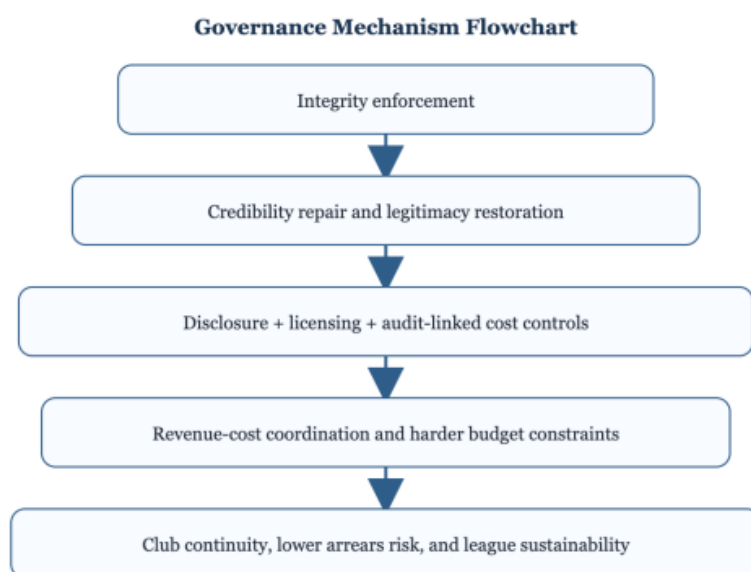 Governance Mechanism Flowchart
Integrity enforcement
Credibility repair and legitimacy restoration
Disclosure + licensing + audit-linked cost controls
Revenue-cost coordination and harder budget constraints
Club continuity, lower arrears risk, and league sustainability